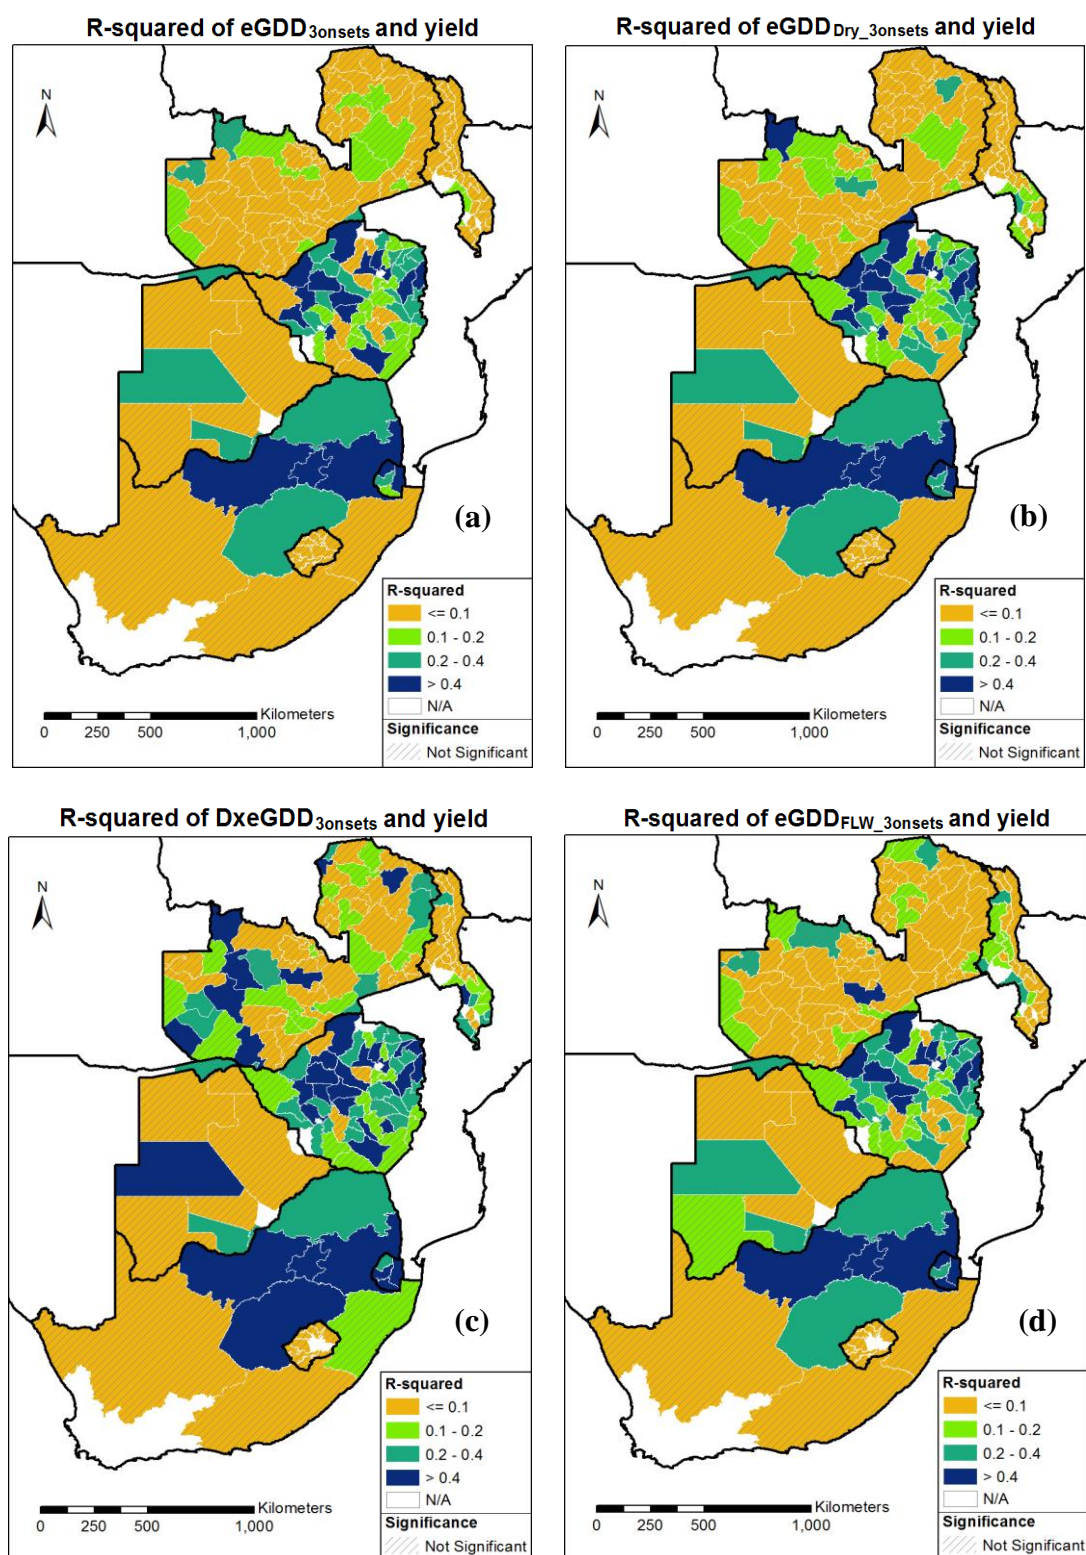 R-squared of eGDD3onsets and yield
N
(a)
R-squared
<= 0.1
0.1 - 0.2
0.2 - 0.4
> 0.4
N/A
Significance
Not Significant
Kilometers
0 250 500 1,000
R-squared of eGDDDry_3onsets and yield
N
(b)
R-squared
<= 0.1
0.1 - 0.2
0.2 - 0.4
> 0.4
N/A
Significance
Not Significant
Kilometers
0 250 500 1,000
R-squared of DxeGDD3onsets and yield
N
(c)
R-squared
<= 0.1
0.1 - 0.2
0.2 - 0.4
> 0.4
N/A
Significance
Not Significant
Kilometers
0 250 500 1,000
R-squared of eGDDFLW_3onsets and yield
N
(d)
R-squared
<= 0.1
0.1 - 0.2
0.2 - 0.4
> 0.4
N/A
Significance
Not Significant
Kilometers
0 250 500 1,000